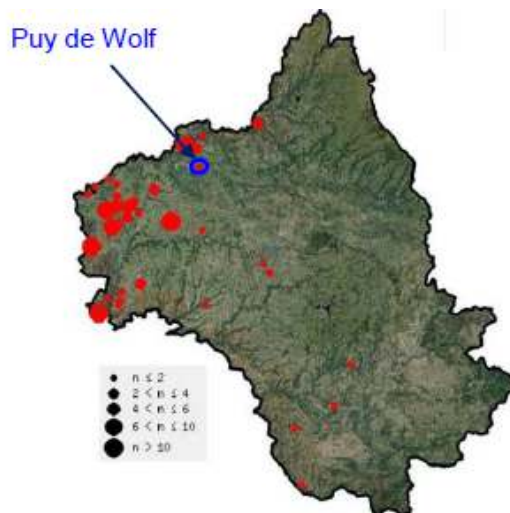 Puy de Wolf
n ≤ 2
2 < n ≤ 4
4 < n ≤ 6
6 < n ≤ 10
n > 10